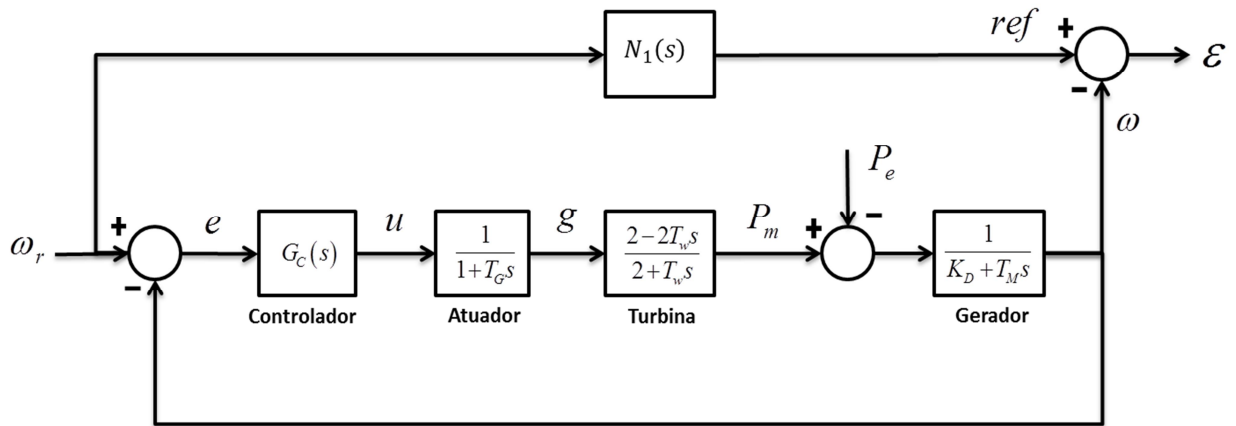 N₁(s)
ref
+
ε
−
ω
P_e
ω_r
+
e
G_C(s)
u
1/(1+T_G s)
g
(2−2T_w s)/(2+T_w s)
P_m
+
−
1/(K_D+T_M s)
−
Controlador
Atuador
Turbina
Gerador